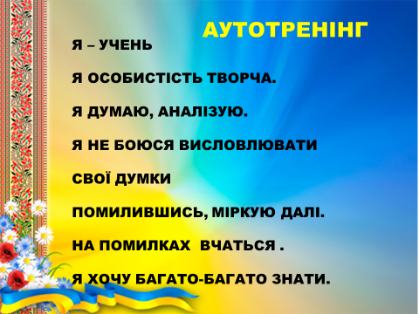 АУТОТРЕНІНГ
Я – УЧЕНЬ
Я ОСОБИСТІСТЬ ТВОРЧА.
Я ДУМАЮ, АНАЛІЗУЮ.
Я НЕ БОЮСЯ ВИСЛОВЛЮВАТИ
СВОЇ ДУМКИ
ПОМИЛИВШИСЬ, МІРКУЮ ДАЛІ.
НА ПОМИЛКАХ  ВЧАТЬСЯ .
Я ХОЧУ БАГАТО-БАГАТО ЗНАТИ.